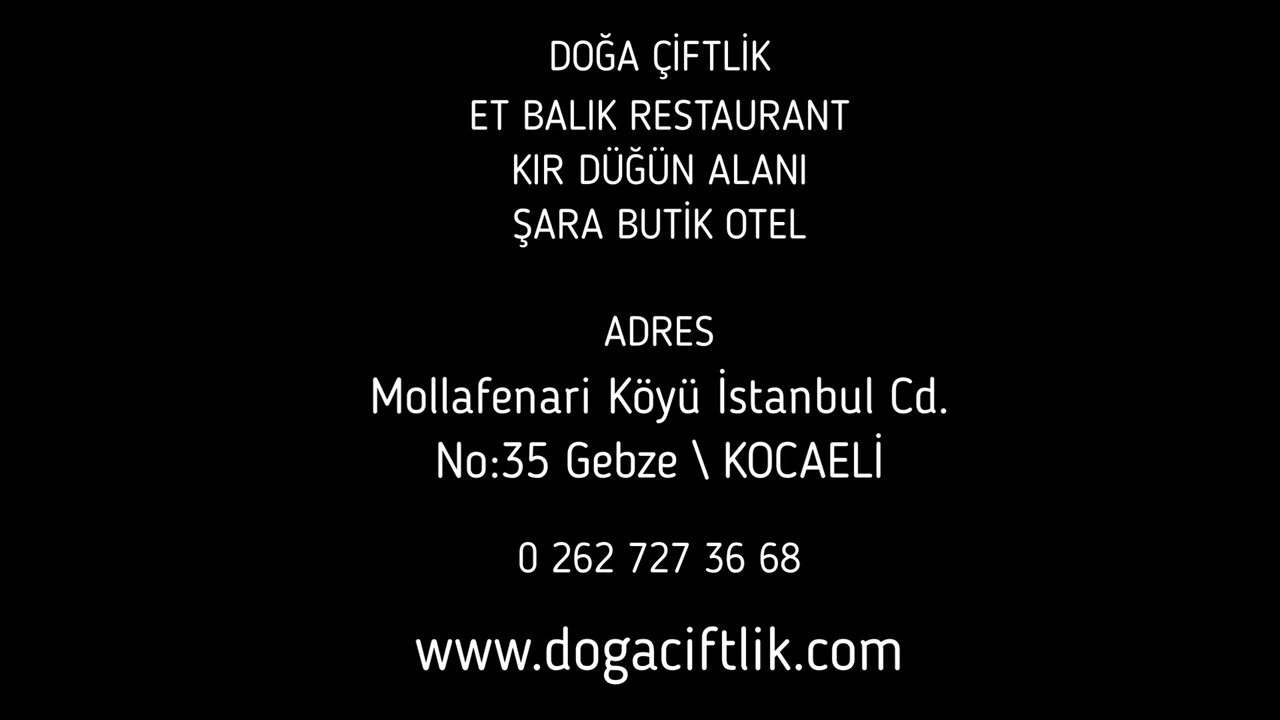 DOĞA ÇİFTLİK
ET BALIK RESTAURANT
KIR DÜĞÜN ALANI
ŞARA BUTİK OTEL
ADRES
Mollafenari Köyü İstanbul Cd.
No:35 Gebze \ KOCAELİ
0 262 727 36 68
www.dogaciftlik.com